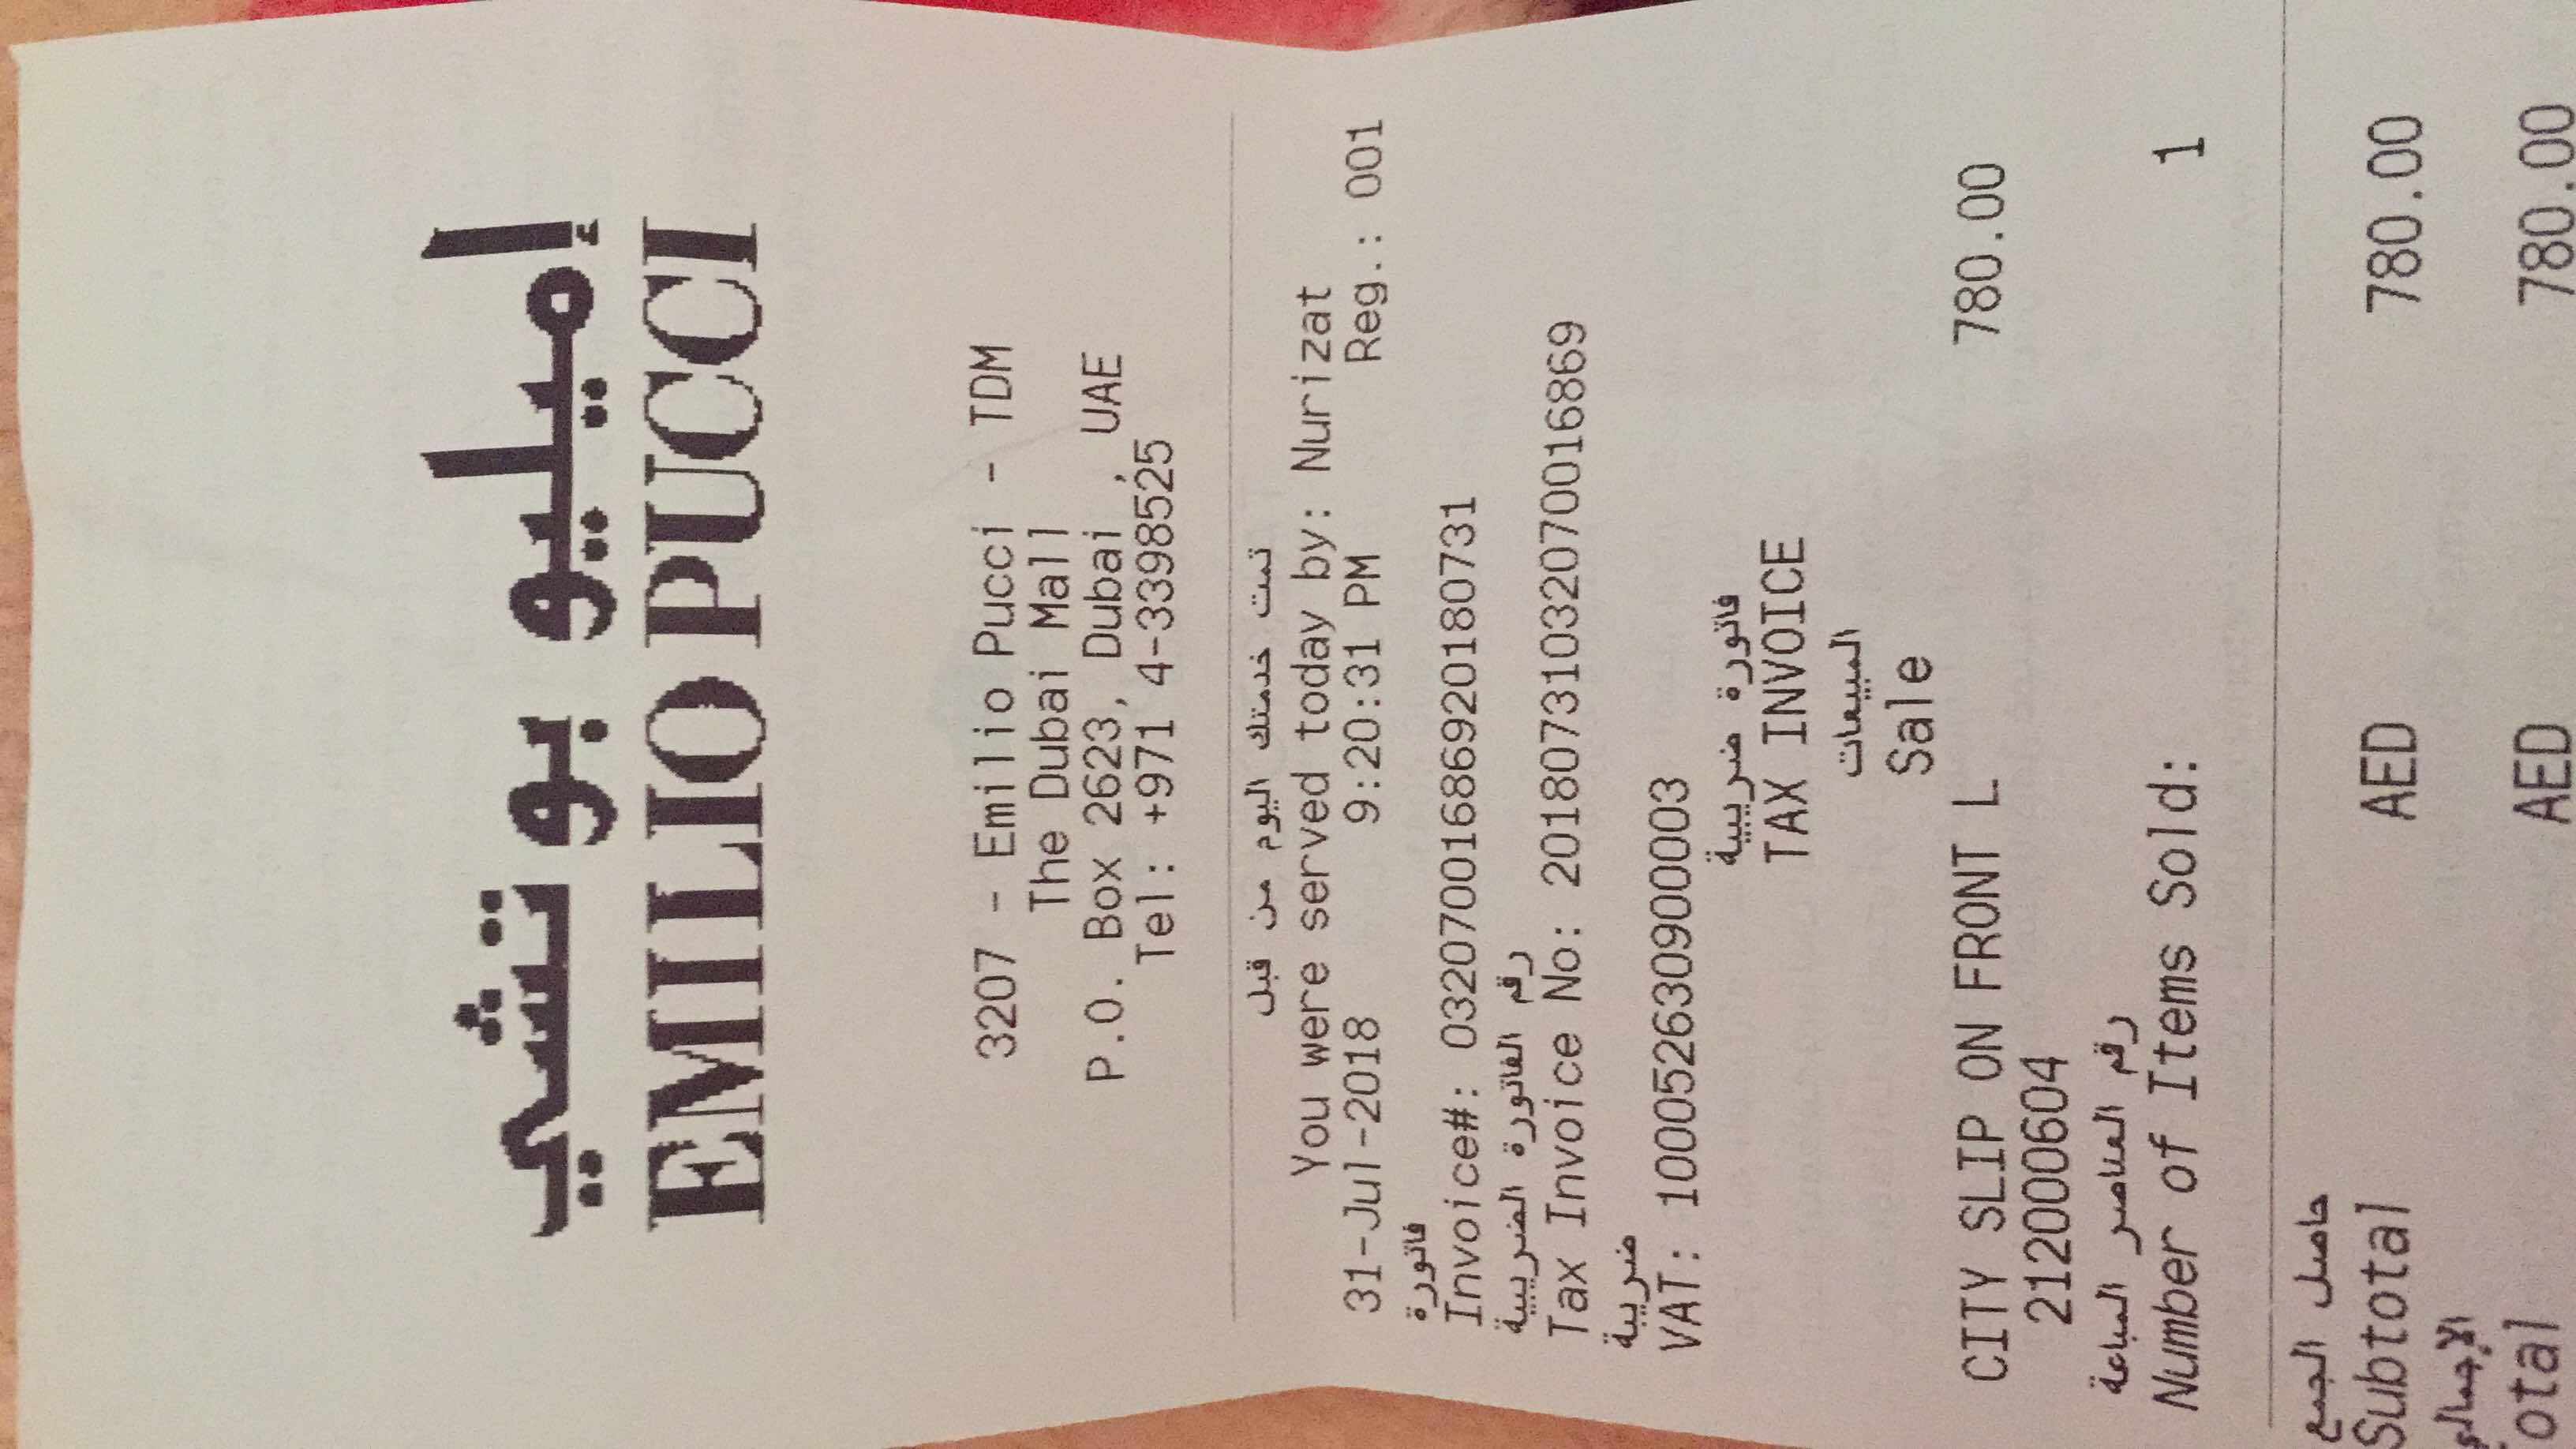 إميليو بوتشي
EMILIO PUCCI
3207 - Emilio Pucci - TDM
The Dubai Mall
P.O. Box 2623, Dubai , UAE
Tel: +971 4-3398525
تمت خدمتك اليوم من قبل
You were served today by: Nurizat
31-Jul-2018 9:20:31 PM Reg.: 001
فاتورة
Invoice#: 03207001686920180731
رقم الفاتورة الضريبية
Tax Invoice No: 20180731032070016869
ضريبة
VAT: 100052630900003
فاتورة ضريبية
TAX INVOICE
المبيعات
Sale
CITY SLIP ON FRONT L 780.00
212000604
رقم العناصر المباعة
Number of Items Sold: 1
حاصل الجمع
Subtotal AED 780.00
الإجمالي
Total AED 780.00